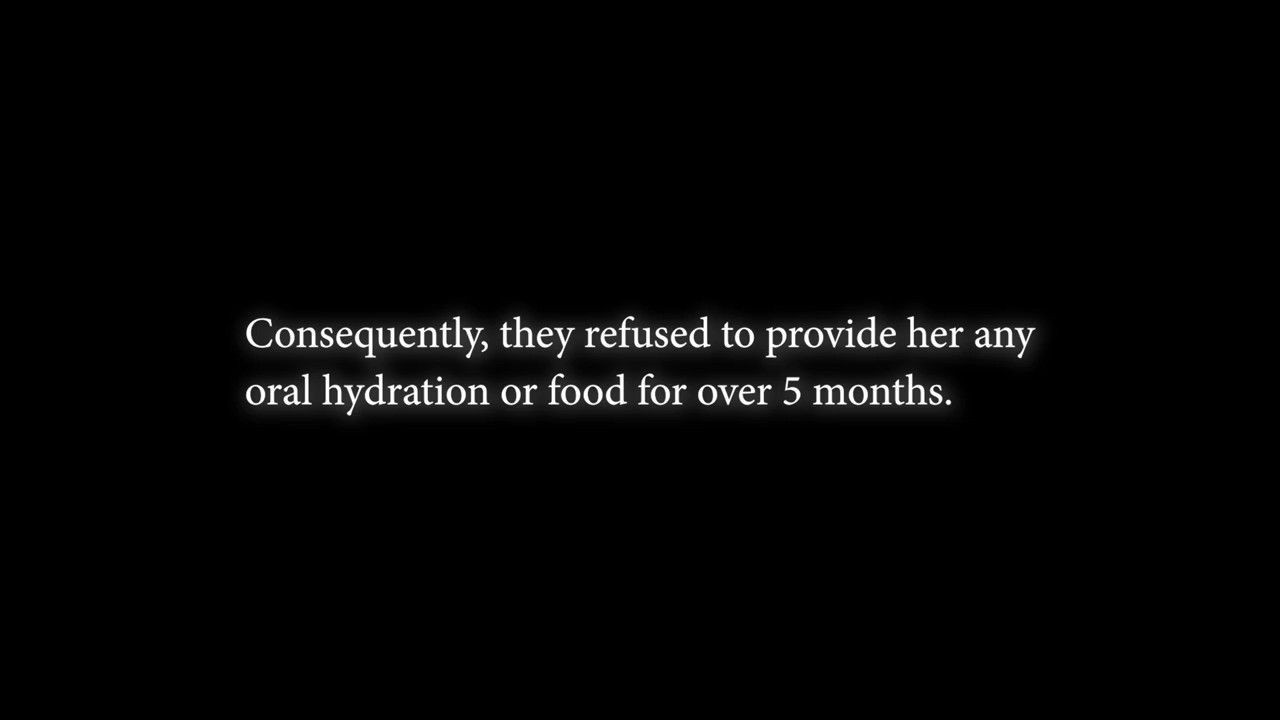 Consequently, they refused to provide her any
oral hydration or food for over 5 months.